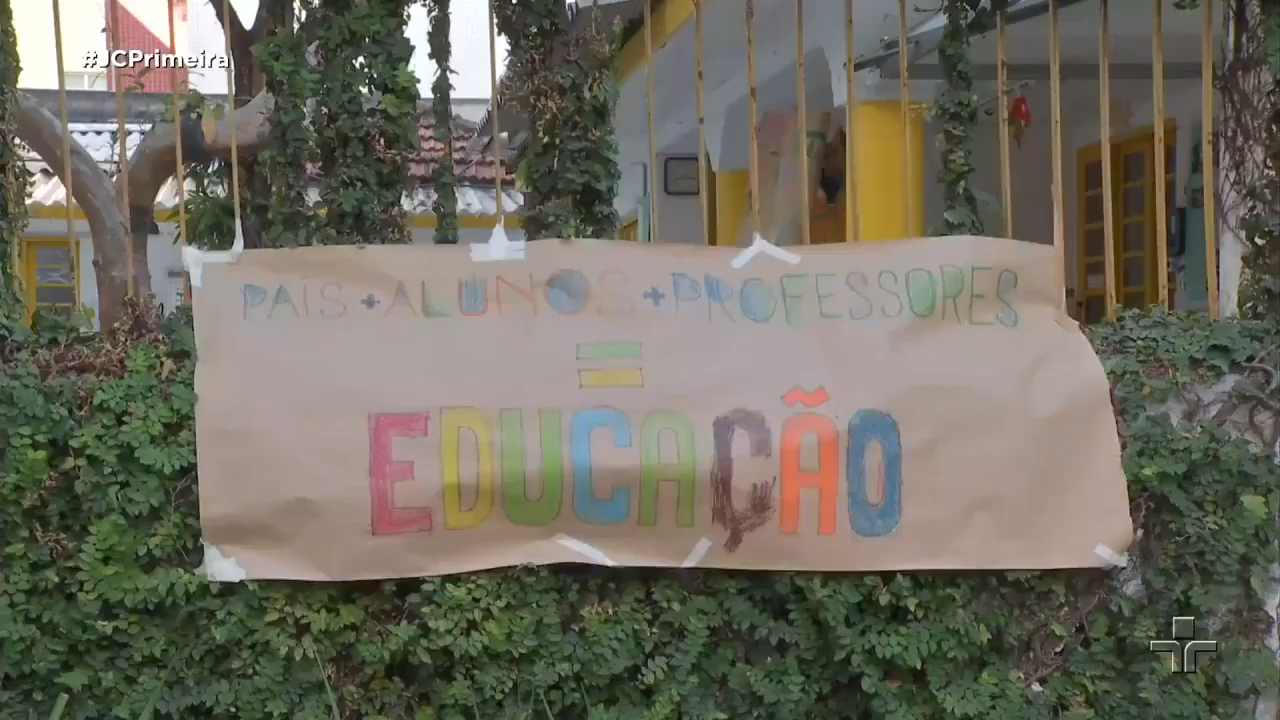 #JCPrimeira
PAIS + ALUNOS + PROFESSORES
=
EDUCAÇÃO